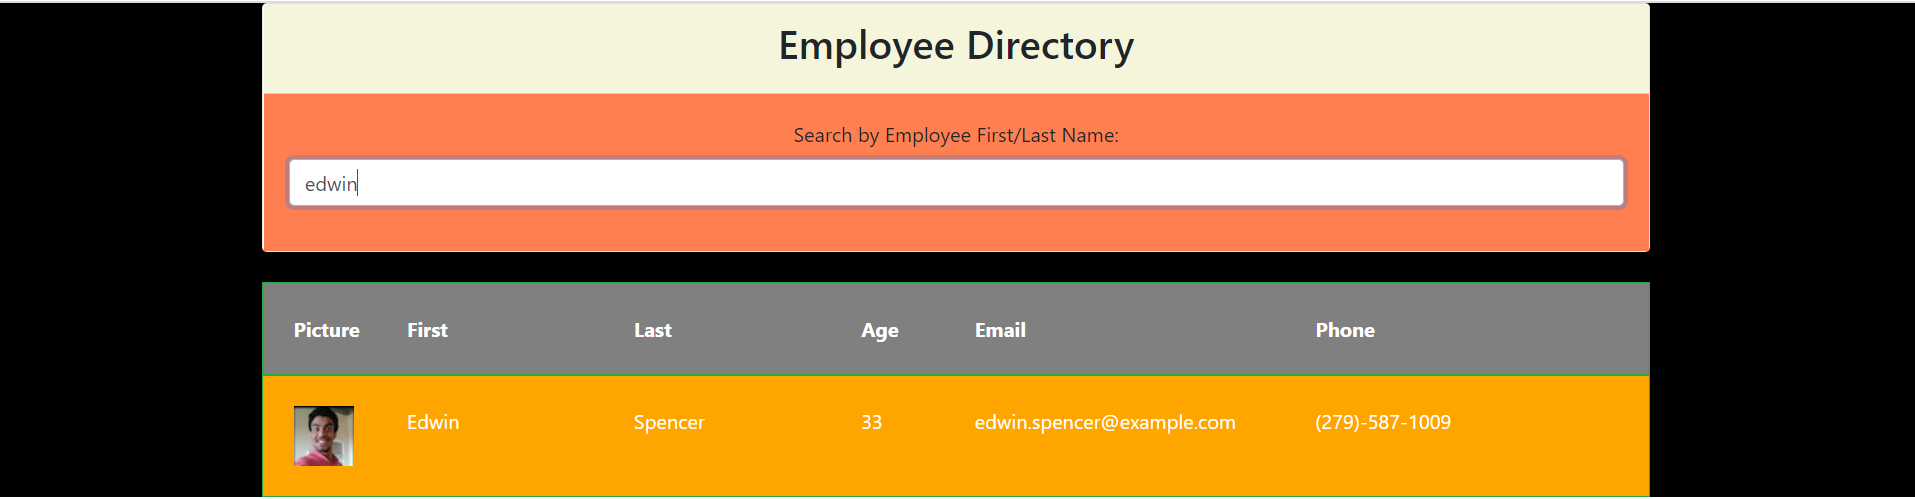 Employee Directory
Search by Employee First/Last Name:
edwin
Picture First Last Age Email Phone
Edwin Spencer 33 edwin.spencer@example.com (279)-587-1009